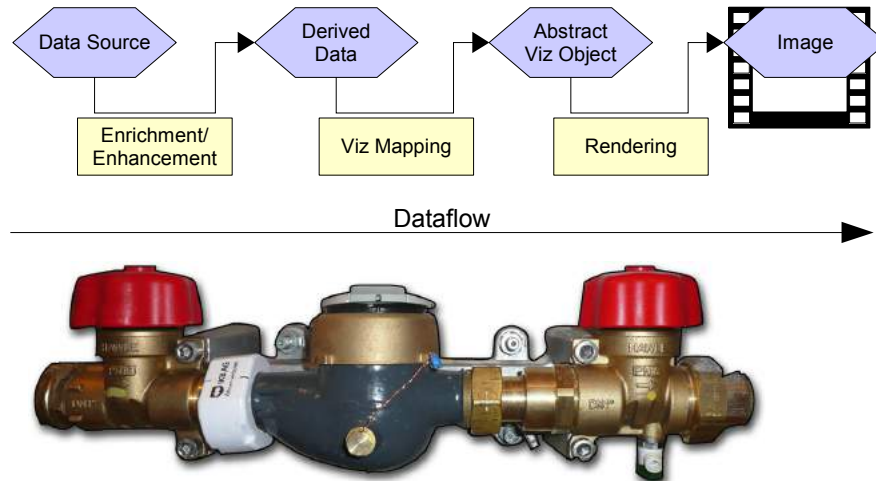 Data Source
Derived
Data
Abstract
Viz Object
Image
Enrichment/
Enhancement
Viz Mapping
Rendering
Dataflow